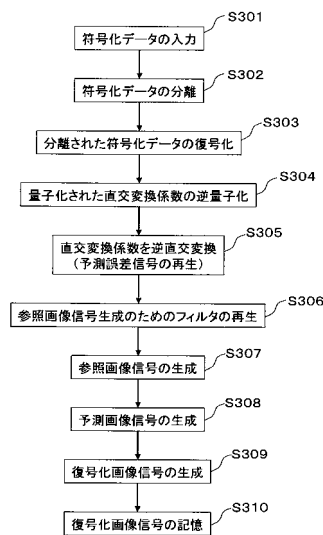 S301
符号化データの入力
S302
符号化データの分離
S303
分離された符号化データの復号化
S304
量子化された直交変換係数の逆量子化
S305
直交変換係数を逆直交変換
(予測誤差信号の再生)
S306
参照画像信号生成のためのフィルタの再生
S307
参照画像信号の生成
S308
予測画像信号の生成
S309
復号化画像信号の生成
S310
復号化画像信号の記憶